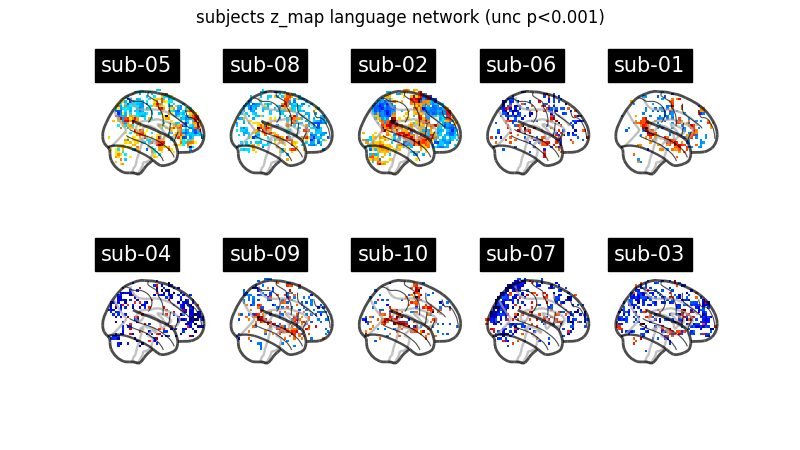 subjects z_map language network (unc p<0.001)
sub-05
sub-08
sub-02
sub-06
sub-01
sub-04
sub-09
sub-10
sub-07
sub-03